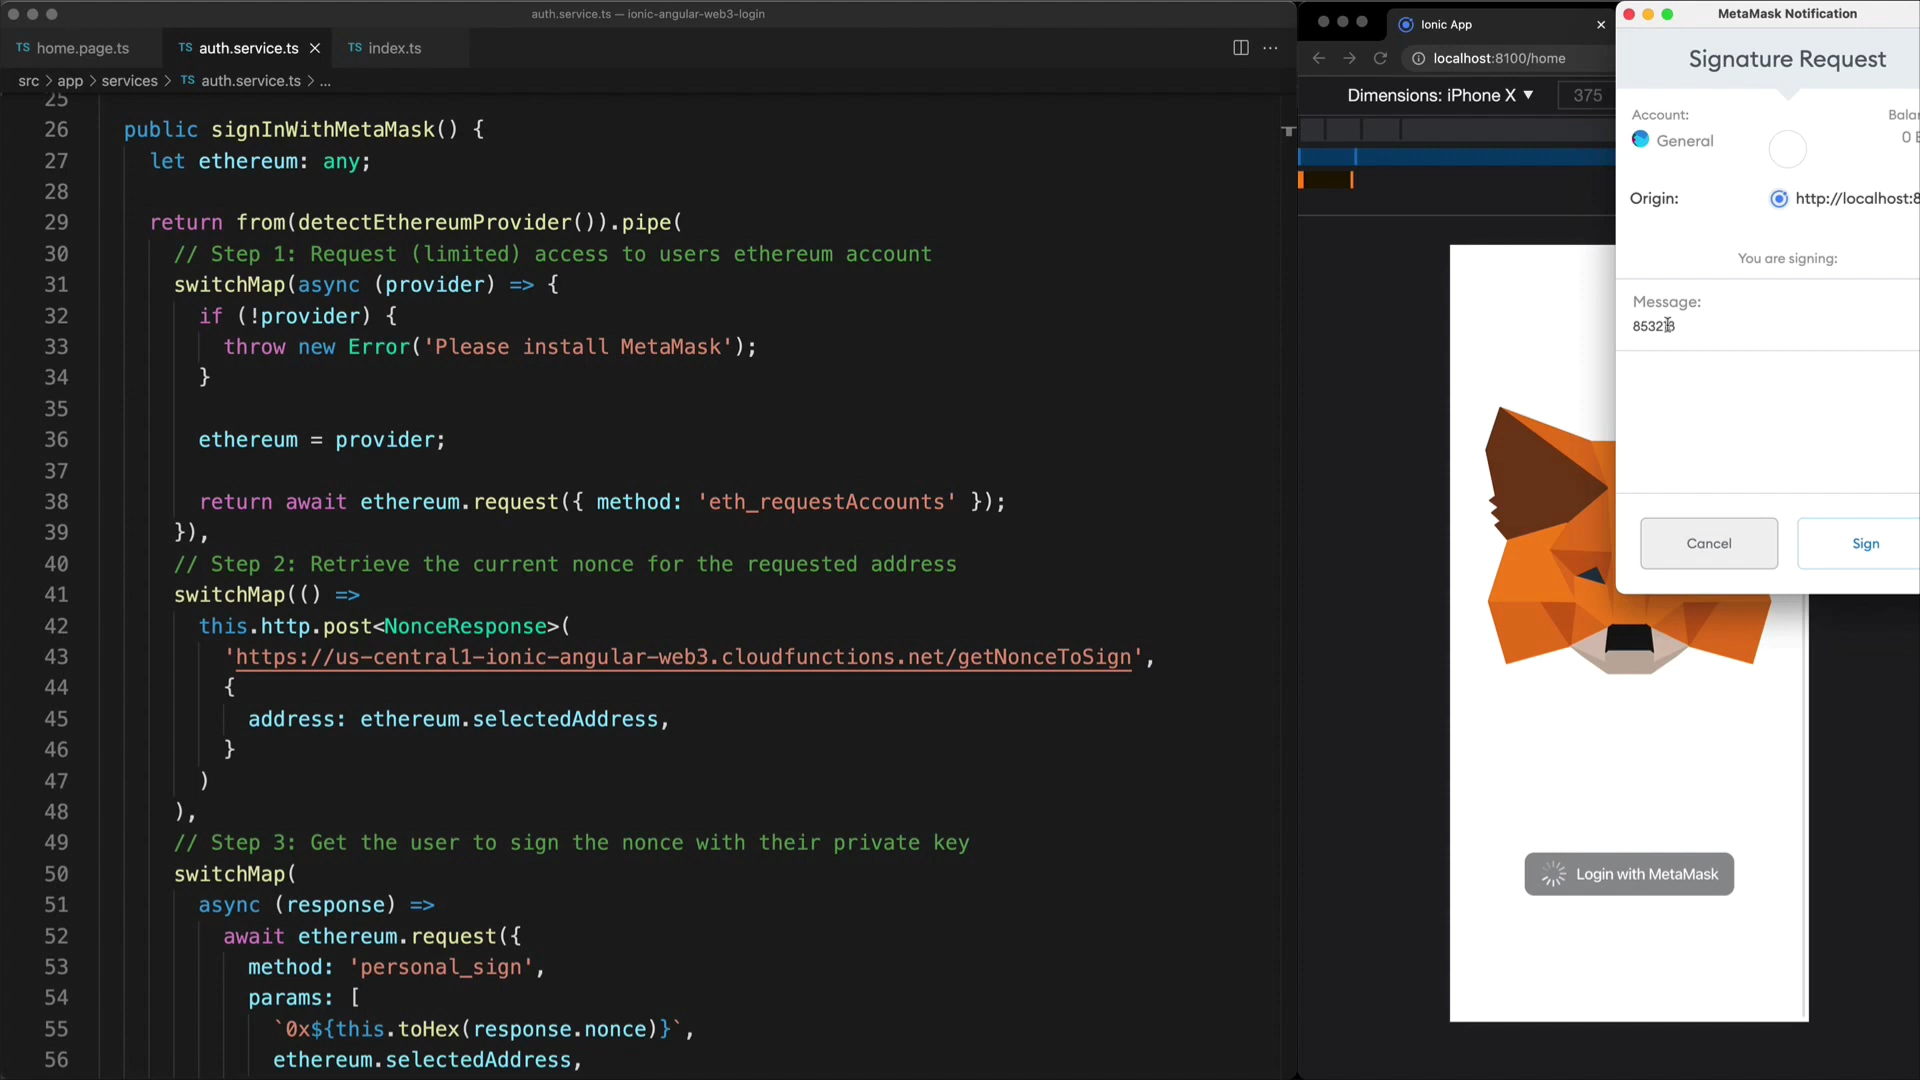 auth.service.ts — ionic-angular-web3-login
TS home.page.ts
TS auth.service.ts
TS index.ts
src > app > services > TS auth.service.ts > ...
25
26 public signInWithMetaMask() {
27 let ethereum: any;
28
29 return from(detectEthereumProvider()).pipe(
30 // Step 1: Request (limited) access to users ethereum account
31 switchMap(async (provider) => {
32 if (!provider) {
33 throw new Error('Please install MetaMask');
34 }
35
36 ethereum = provider;
37
38 return await ethereum.request({ method: 'eth_requestAccounts' });
39 }),
40 // Step 2: Retrieve the current nonce for the requested address
41 switchMap(() =>
42 this.http.post<NonceResponse>(
43 'https://us-central1-ionic-angular-web3.cloudfunctions.net/getNonceToSign',
44 {
45 address: ethereum.selectedAddress,
46 }
47 )
48 ),
49 // Step 3: Get the user to sign the nonce with their private key
50 switchMap(
51 async (response) =>
52 await ethereum.request({
53 method: 'personal_sign',
54 params: [
55 `0x${this.toHex(response.nonce)}`,
56 ethereum.selectedAddress,
Ionic App
localhost:8100/home
Dimensions: iPhone X ▼ 375
MetaMask Notification
Signature Request
Account:
General
0
Origin:
http://localhost:8
You are signing:
Message:
Cancel
Sign
Login with MetaMask